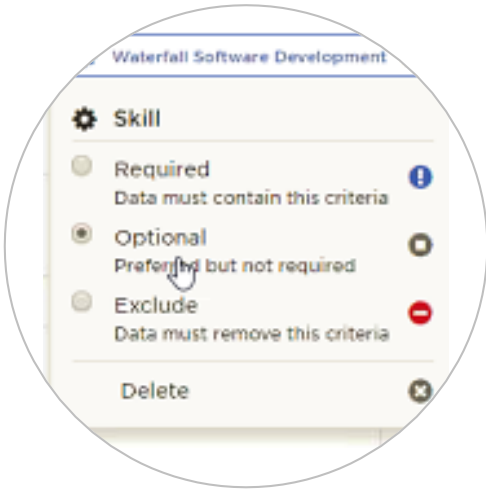 Waterfall Software Development
Skill
Required
Data must contain this criteria
Optional
Preferred but not required
Exclude
Data must remove this criteria
Delete